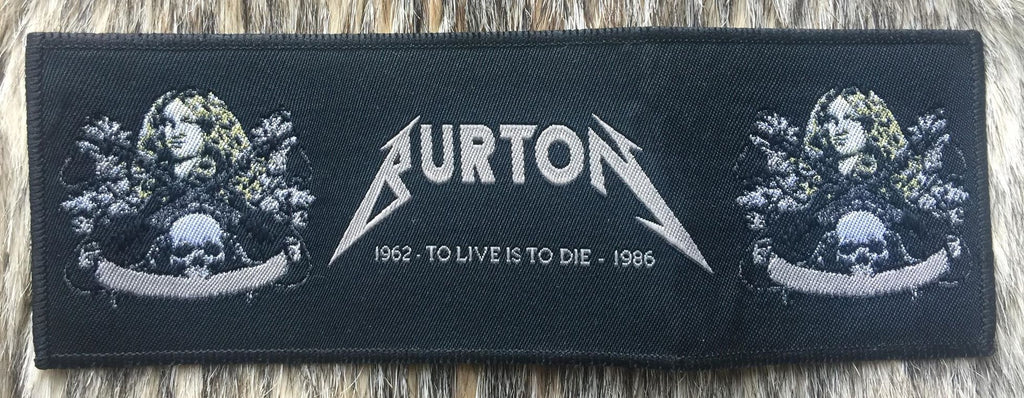 BURTON
1962 - TO LIVE IS TO DIE - 1986